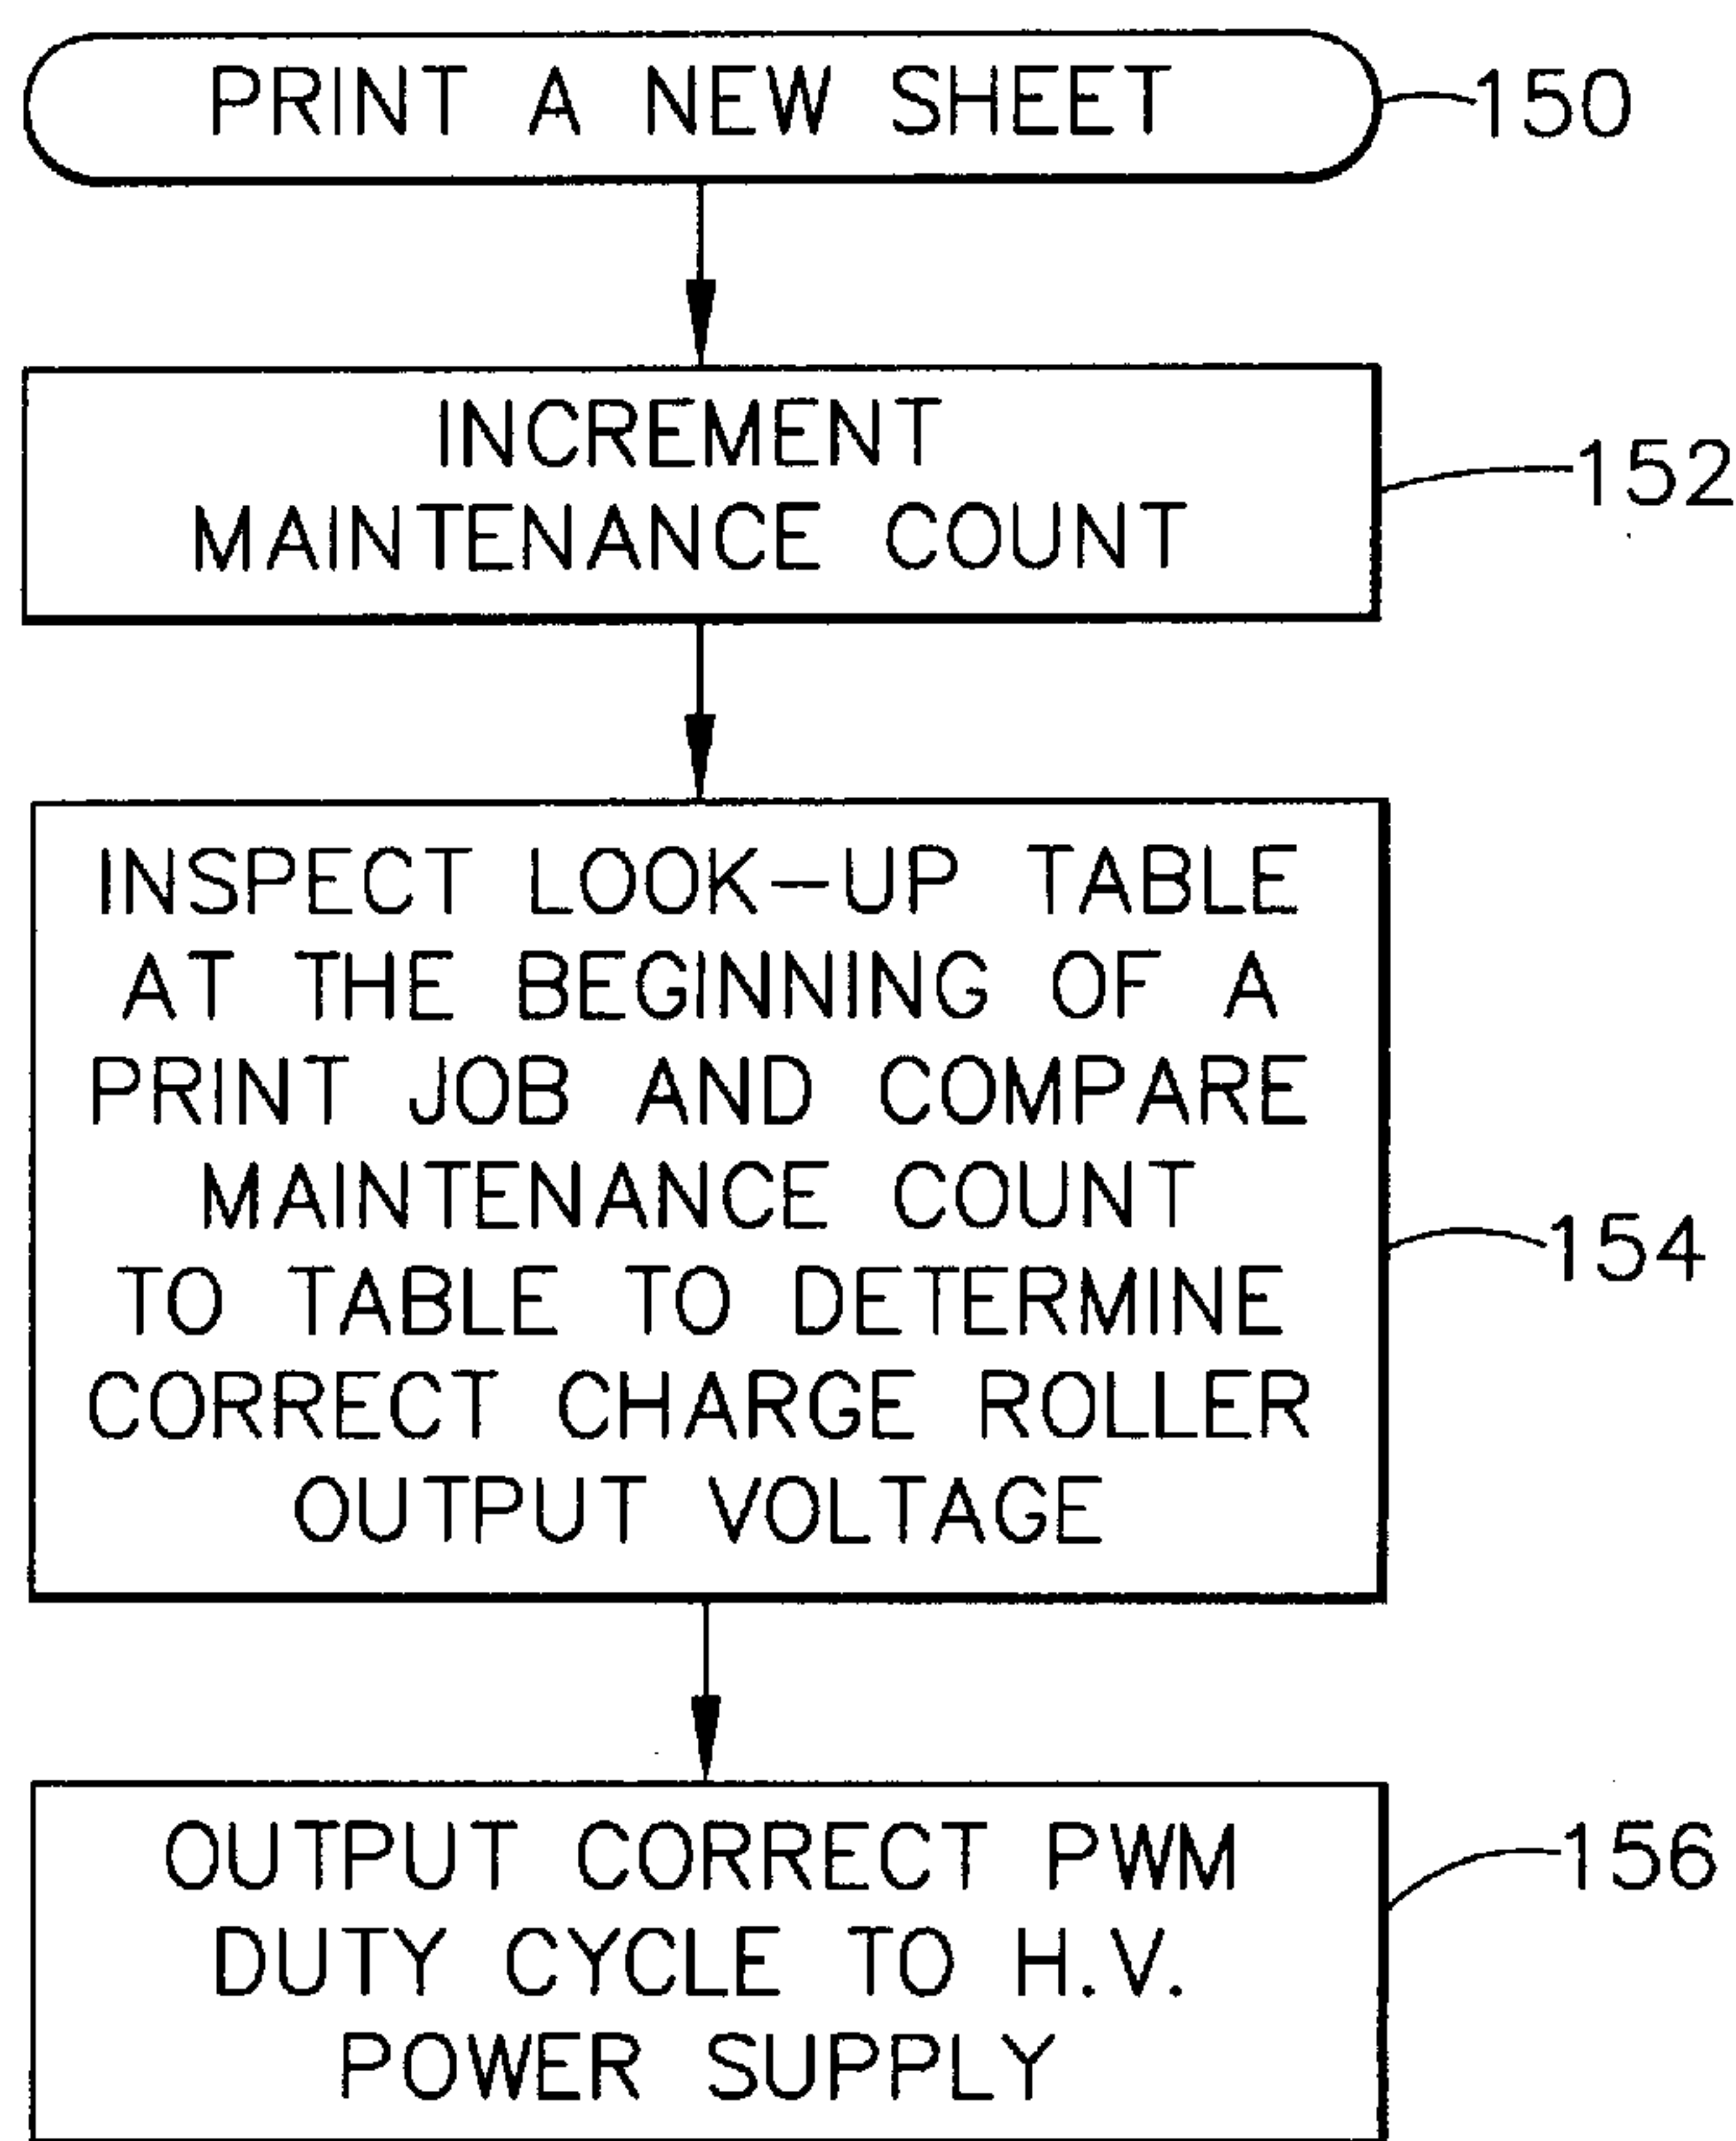 PRINT A NEW SHEET
150
INCREMENT
MAINTENANCE COUNT
152
INSPECT LOOK-UP TABLE
AT THE BEGINNING OF A
PRINT JOB AND COMPARE
MAINTENANCE COUNT
TO TABLE TO DETERMINE
CORRECT CHARGE ROLLER
OUTPUT VOLTAGE
154
OUTPUT CORRECT PWM
DUTY CYCLE TO H.V.
POWER SUPPLY
156